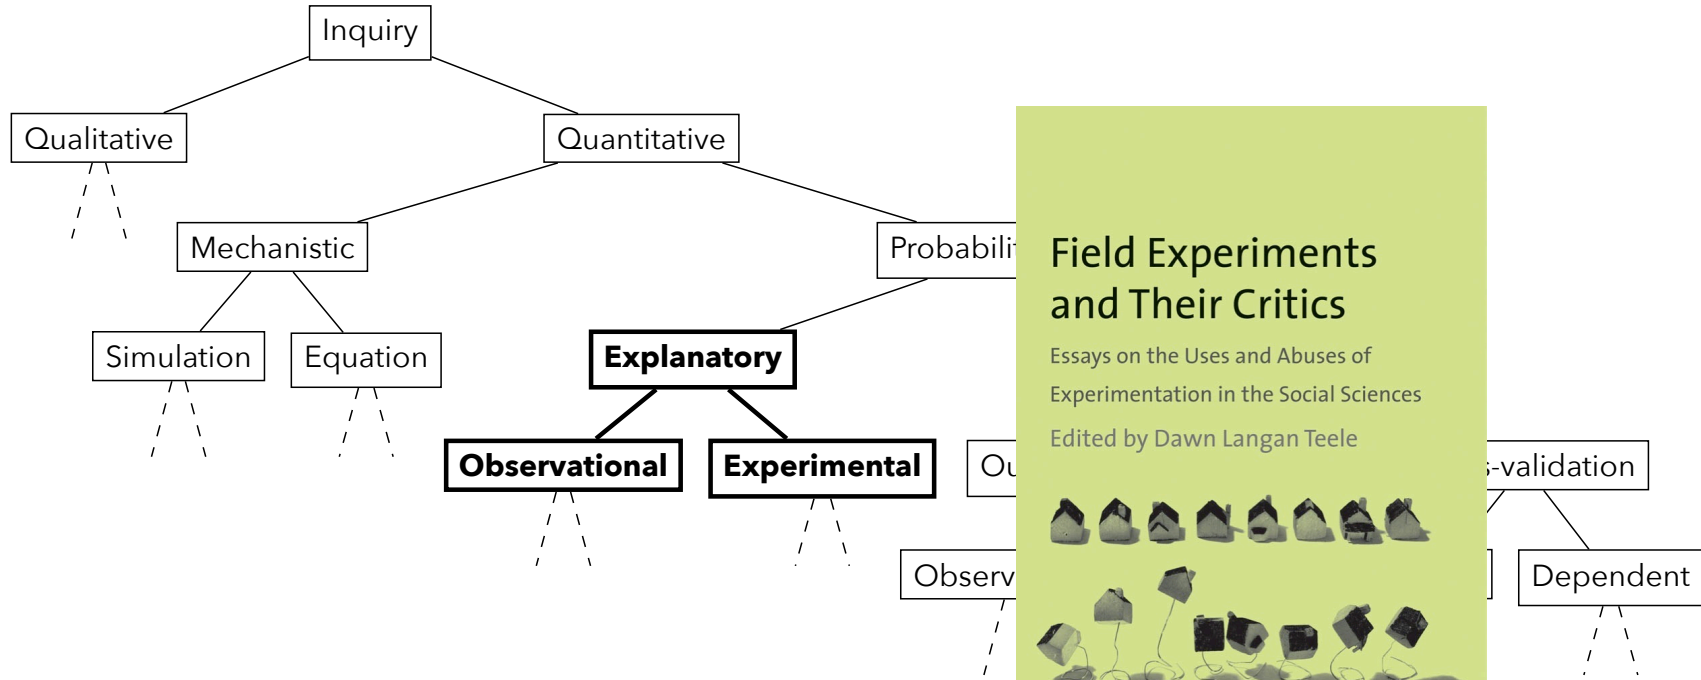 Inquiry
Qualitative
Quantitative
Mechanistic
Field Experiments
and Their Critics
Simulation
Equation
Explanatory
Essays on the Uses and Abuses of
Experimentation in the Social Sciences
Edited by Dawn Langan Teele
Observational
Experimental
-validation
Dependent